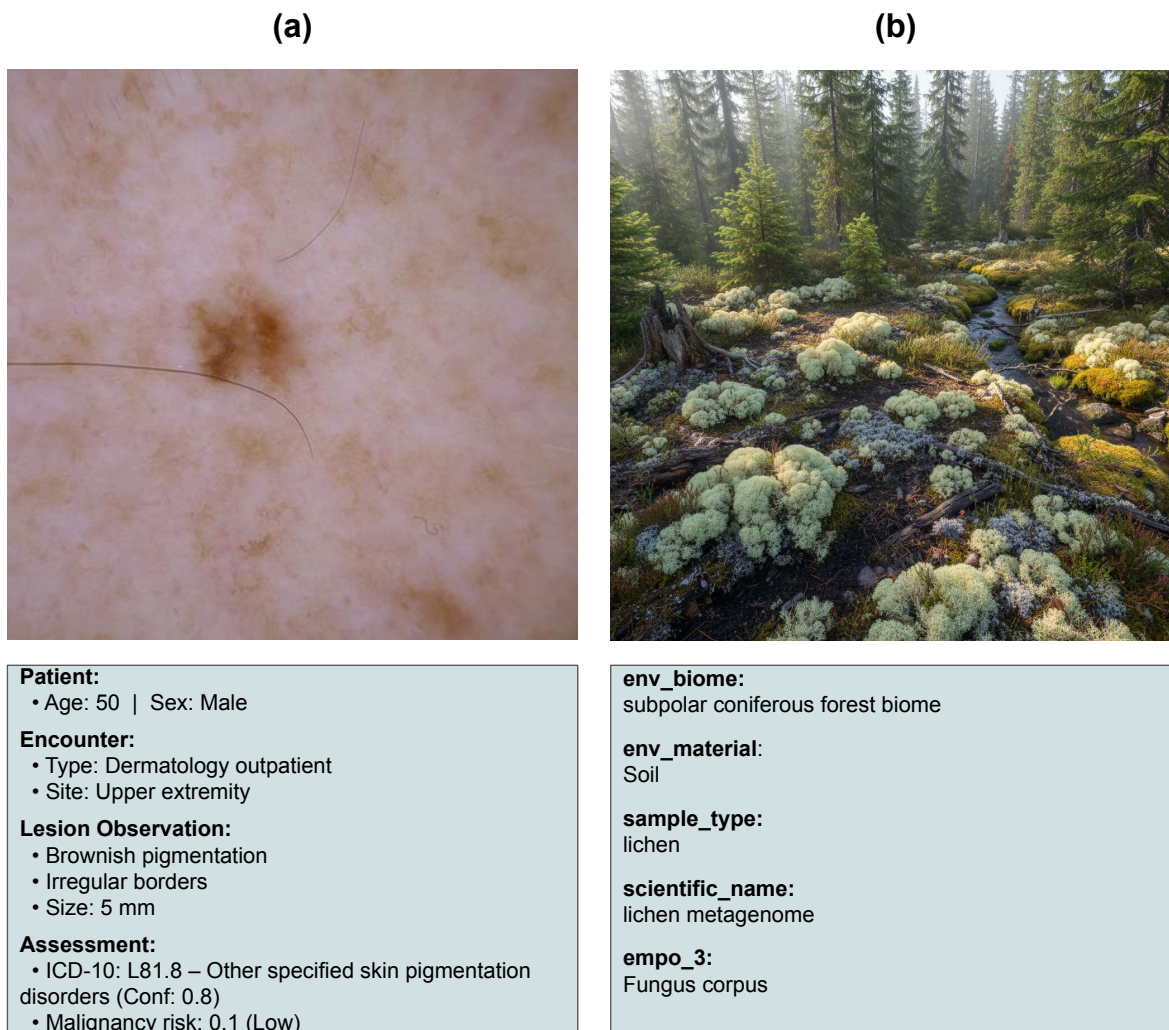 (a)
(b)
Patient:
• Age: 50 | Sex: Male
Encounter:
• Type: Dermatology outpatient
• Site: Upper extremity
Lesion Observation:
• Brownish pigmentation
• Irregular borders
• Size: 5 mm
Assessment:
• ICD-10: L81.8 – Other specified skin pigmentation
disorders (Conf: 0.8)
• Malignancy risk: 0.1 (Low)
env_biome:
subpolar coniferous forest biome
env_material:
Soil
sample_type:
lichen
scientific_name:
lichen metagenome
empo_3:
Fungus corpus